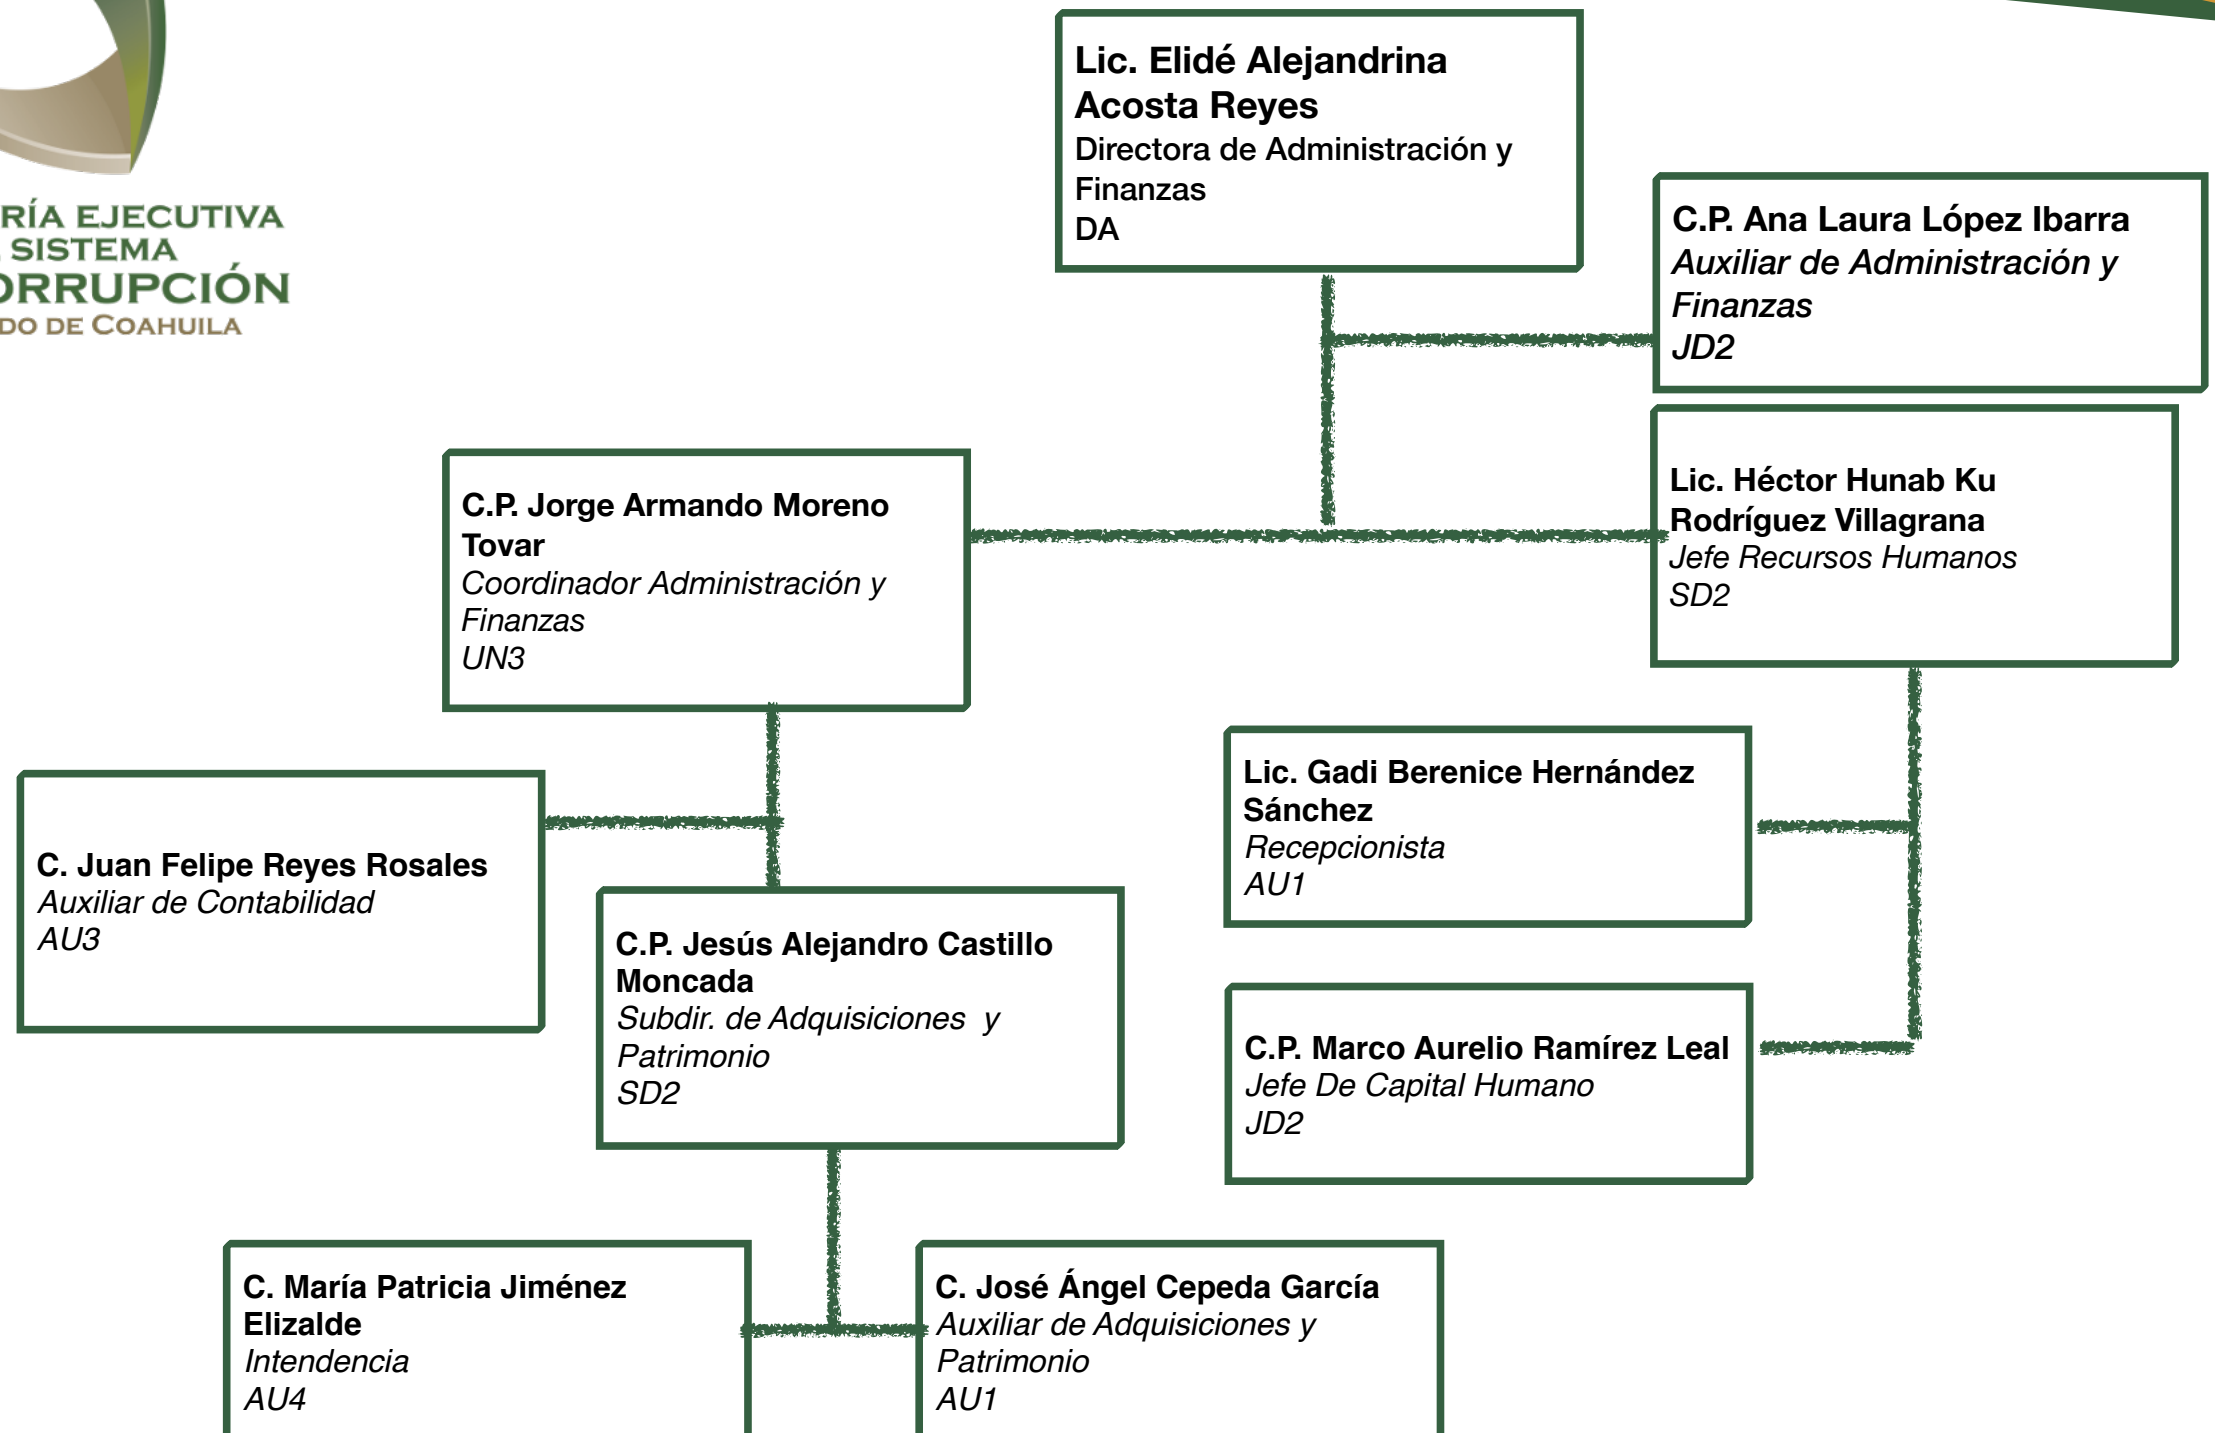 RÍA EJECUTIVA
SISTEMA
ORRUPCIÓN
DO DE COAHUILA
Lic. Elidé Alejandrina
Acosta Reyes
Directora de Administración y
Finanzas
DA
C.P. Ana Laura López Ibarra
Auxiliar de Administración y
Finanzas
JD2
C.P. Jorge Armando Moreno
Tovar
Coordinador Administración y
Finanzas
UN3
Lic. Héctor Hunab Ku
Rodríguez Villagrana
Jefe Recursos Humanos
SD2
C. Juan Felipe Reyes Rosales
Auxiliar de Contabilidad
AU3
C.P. Jesús Alejandro Castillo
Moncada
Subdir. de Adquisiciones y
Patrimonio
SD2
Lic. Gadi Berenice Hernández
Sánchez
Recepcionista
AU1
C.P. Marco Aurelio Ramírez Leal
Jefe De Capital Humano
JD2
C. María Patricia Jiménez
Elizalde
Intendencia
AU4
C. José Ángel Cepeda García
Auxiliar de Adquisiciones y
Patrimonio
AU1